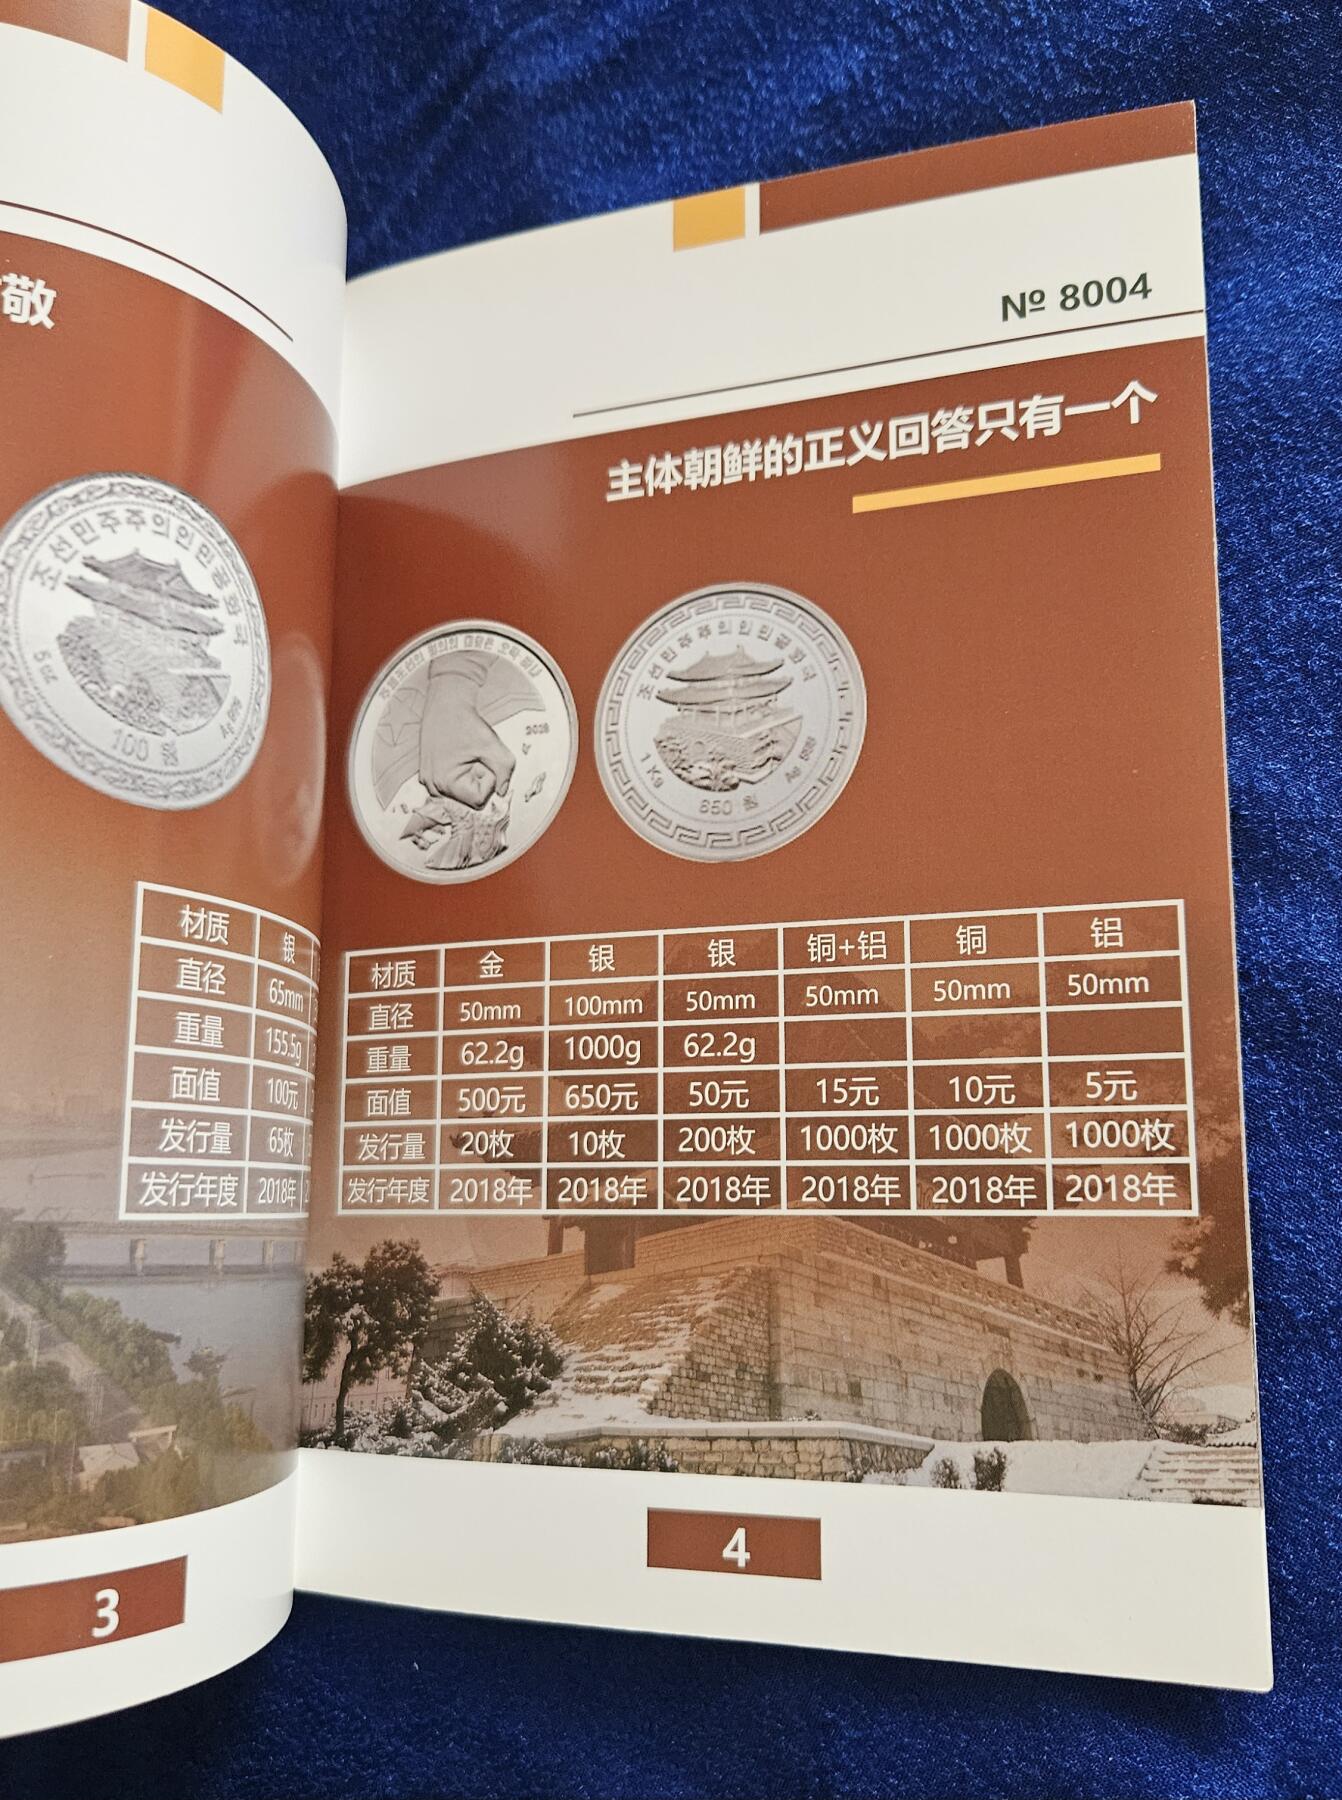 敬
조선민주주의인민공화국
5oz
100 원
材质 银
直径 65mm
重量 155.5g
面值 100元
发行量 65枚
发行年度 2018年
3
№ 8004
主体朝鲜的正义回答只有一个
2018
조선민주주의인민공화국
1 Kg
650 원
材质 金 银 银 铜+铝 铜 铝
直径 50mm 100mm 50mm 50mm 50mm 50mm
重量 62.2g 1000g 62.2g
面值 500元 650元 50元 15元 10元 5元
发行量 20枚 10枚 200枚 1000枚 1000枚 1000枚
发行年度 2018年 2018年 2018年 2018年 2018年 2018年
4